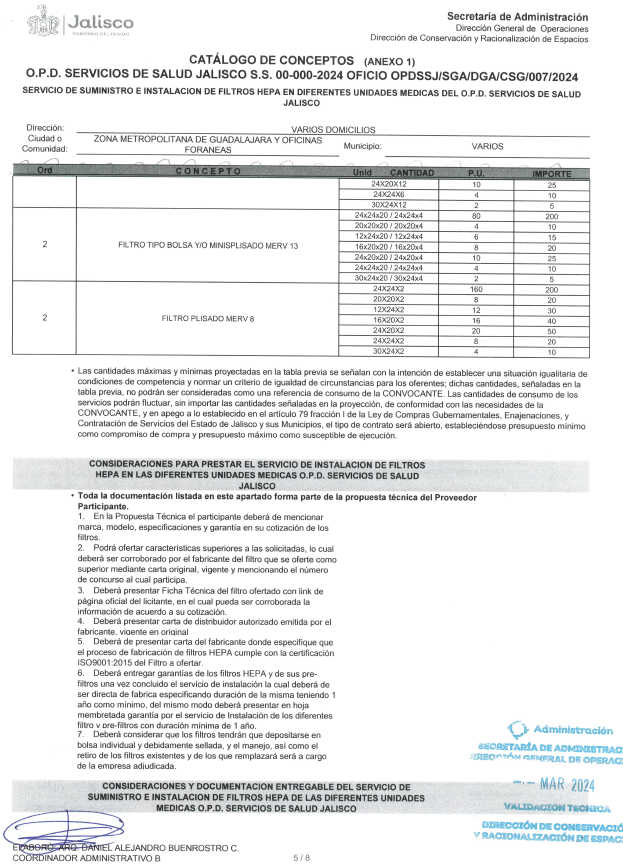 Jalisco
GOBIERNO DEL ESTADO
Secretaría de Administración
Dirección General de Operaciones
Dirección de Conservación y Racionalización de Espacios
CATÁLOGO DE CONCEPTOS (ANEXO 1)
O.P.D. SERVICIOS DE SALUD JALISCO S.S. 00-000-2024 OFICIO OPDSSJ/SGA/DGA/CSG/007/2024
SERVICIO DE SUMINISTRO E INSTALACION DE FILTROS HEPA EN DIFERENTES UNIDADES MEDICAS DEL O.P.D. SERVICIOS DE SALUD
JALISCO
Dirección: VARIOS DOMICILIOS
Ciudad o Comunidad: ZONA METROPOLITANA DE GUADALAJARA Y OFICINAS FORANEAS Municipio: VARIOS
Ord CONCEPTO Unid CANTIDAD P.U. IMPORTE
24X20X12 10 25
24X24X6 4 10
30X24X12 2 5
2 FILTRO TIPO BOLSA Y/O MINISPLISADO MERV 13
24x24x20 / 24x24x4 80 200
20x20x20 / 20x20x4 4 10
12x24x20 / 12x24x4 6 15
16x20x20 / 16x20x4 8 20
24x20x20 / 24x20x4 10 25
24x24x20 / 24x24x4 4 10
30x24x20 / 30x24x4 2 5
2 FILTRO PLISADO MERV 8
24X24X2 160 200
20X20X2 8 20
12X24X2 12 30
16X20X2 16 40
24X20X2 20 50
24X24X2 8 20
30X24X2 4 10
• Las cantidades máximas y mínimas proyectadas en la tabla previa se señalan con la intención de establecer una situación igualitaria de
condiciones de competencia y normar un criterio de igualdad de circunstancias para los oferentes; dichas cantidades, señaladas en la
tabla previa, no podrán ser consideradas como una referencia de consumo de la CONVOCANTE. Las cantidades de consumo de los
servicios podrán fluctuar, sin importar las cantidades señaladas en la proyección, de conformidad con las necesidades de la
CONVOCANTE, y en apego a lo establecido en el artículo 79 fracción I de la Ley de Compras Gubernamentales, Enajenaciones, y
Contratación de Servicios del Estado de Jalisco y sus Municipios, el tipo de contrato será abierto, estableciéndose presupuesto mínimo
como compromiso de compra y presupuesto máximo como susceptible de ejecución.
CONSIDERACIONES PARA PRESTAR EL SERVICIO DE INSTALACION DE FILTROS
HEPA EN LAS DIFERENTES UNIDADES MEDICAS O.P.D. SERVICIOS DE SALUD
JALISCO
• Toda la documentación listada en este apartado forma parte de la propuesta técnica del Proveedor
Participante.
1. En la Propuesta Técnica el participante deberá de mencionar
marca, modelo, especificaciones y garantía en su cotización de los
filtros.
2. Podrá ofertar características superiores a las solicitadas, lo cual
deberá ser corroborado por el fabricante del filtro que se oferte como
superior mediante carta original, vigente y mencionando el número
de concurso al cual participa.
3. Deberá presentar Ficha Técnica del filtro ofertado con link de
página oficial del licitante, en el cual pueda ser corroborada la
información de acuerdo a su cotización.
4. Deberá presentar carta de distribuidor autorizado emitida por el
fabricante, vigente en original
5. Deberá de presentar carta del fabricante donde especifique que
el proceso de fabricación de filtros HEPA cumple con la certificación
ISO9001:2015 del Filtro a ofertar.
6. Deberá entregar garantías de los filtros HEPA y de sus pre-
filtros una vez concluido el servicio de instalación la cual deberá de
ser directa de fabrica especificando duración de la misma teniendo 1
año como mínimo, del mismo modo deberá presentar en hoja
membretada garantía por el servicio de Instalación de los diferentes
filtro y pre-filtros con duración mínima de 1 año.
7. Deberá considerar que los filtros tendrán que depositarse en
bolsa individual y debidamente sellada, y el manejo, así como el
retiro de los filtros existentes y de los que remplazará será a cargo
de la empresa adjudicada.
Administración
SECRETARÍA DE ADMINISTRAC
DIRECCIÓN GENERAL DE OPERAC
MAR 2024
VALIDACION TECNICA
DIRECCIÓN DE CONSERVACIÓ
Y RACIONALIZACIÓN DE ESPAC
CONSIDERACIONES Y DOCUMENTACION ENTREGABLE DEL SERVICIO DE
SUMINISTRO E INSTALACION DE FILTROS HEPA DE LAS DIFERENTES UNIDADES
MEDICAS O.P.D. SERVICIOS DE SALUD JALISCO
ELABORÓ: ARQ. DANIEL ALEJANDRO BUENROSTRO C.
COORDINADOR ADMINISTRATIVO B
5 / 8